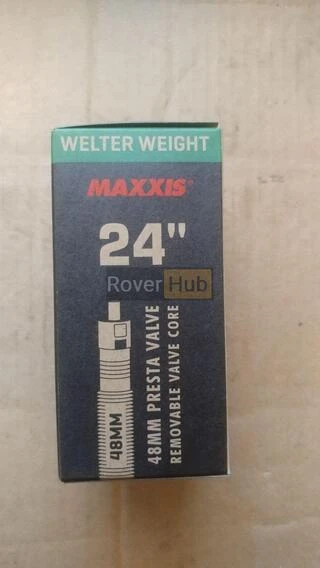 WELTER WEIGHT
MAXXIS®
24"
Rover Hub
48MM
48MM PRESTA VALVE
REMOVABLE VALVE CORE